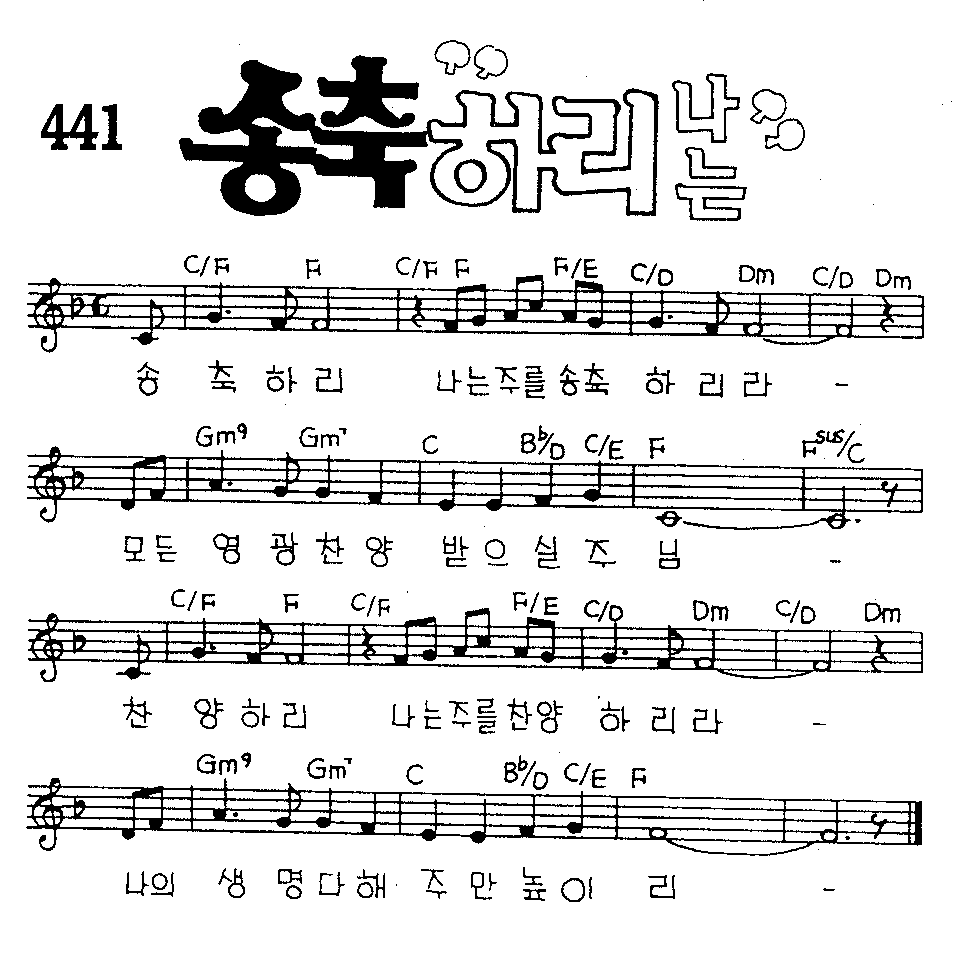 441 송축하리 나는
C/F F C/F F F/E C/D Dm C/D Dm
송 축 하 리 나는주를송축 하 리 라 -
Gm9 Gm7 C Bb/D C/E F Fsus/C
모든 영 광 찬 양 받 으 실 주 님 -
C/F F C/F F/E C/D Dm C/D Dm
찬 양 하 리 나는주를찬양 하 리 라 -
Gm9 Gm7 C Bb/D C/E F
나의 생 명 다 해 주 만 높 이 리 -